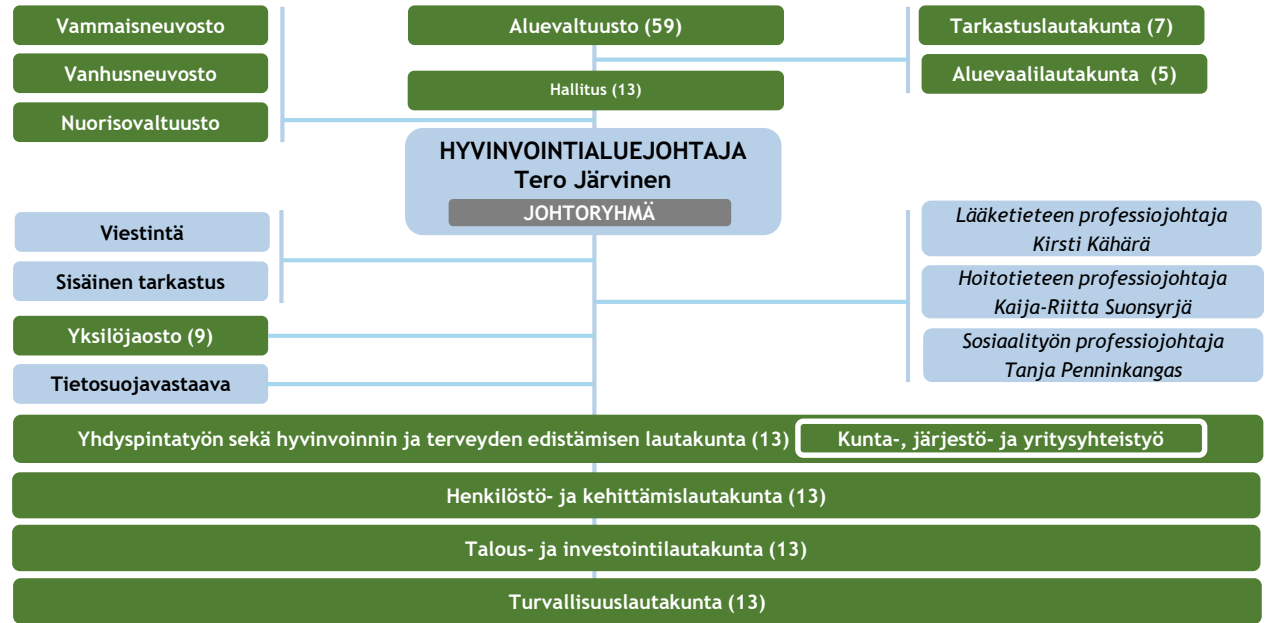 Vammaisneuvosto
Vanhusneuvosto
Nuorisovaltuusto
Aluevaltuusto (59)
Hallitus (13)
Tarkastuslautakunta (7)
Aluevaalilautakunta (5)
HYVINVOINTIALUEJOHTAJA
Tero Järvinen
JOHTORYHMÄ
Viestintä
Sisäinen tarkastus
Yksilöjaosto (9)
Tietosuojavastaava
Lääketieteen professiojohtaja
Kirsti Kähärä
Hoitotieteen professiojohtaja
Kaija-Riitta Suonsyrjä
Sosiaalityön professiojohtaja
Tanja Penninkangas
Yhdyspintatyön sekä hyvinvoinnin ja terveyden edistämisen lautakunta (13)
Kunta-, järjestö- ja yritysyhteistyö
Henkilöstö- ja kehittämislautakunta (13)
Talous- ja investointilautakunta (13)
Turvallisuuslautakunta (13)